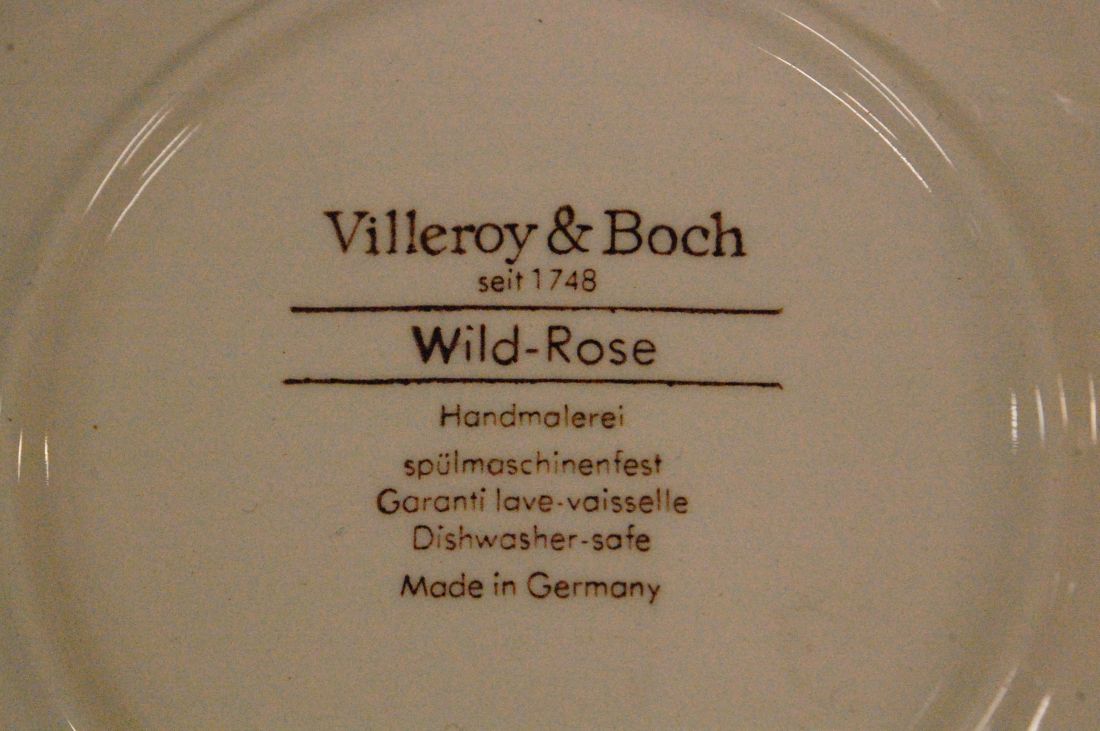 Villeroy & Boch
seit 1748
Wild-Rose
Handmalerei
spülmaschinenfest
Garanti lave-vaisselle
Dishwasher-safe
Made in Germany